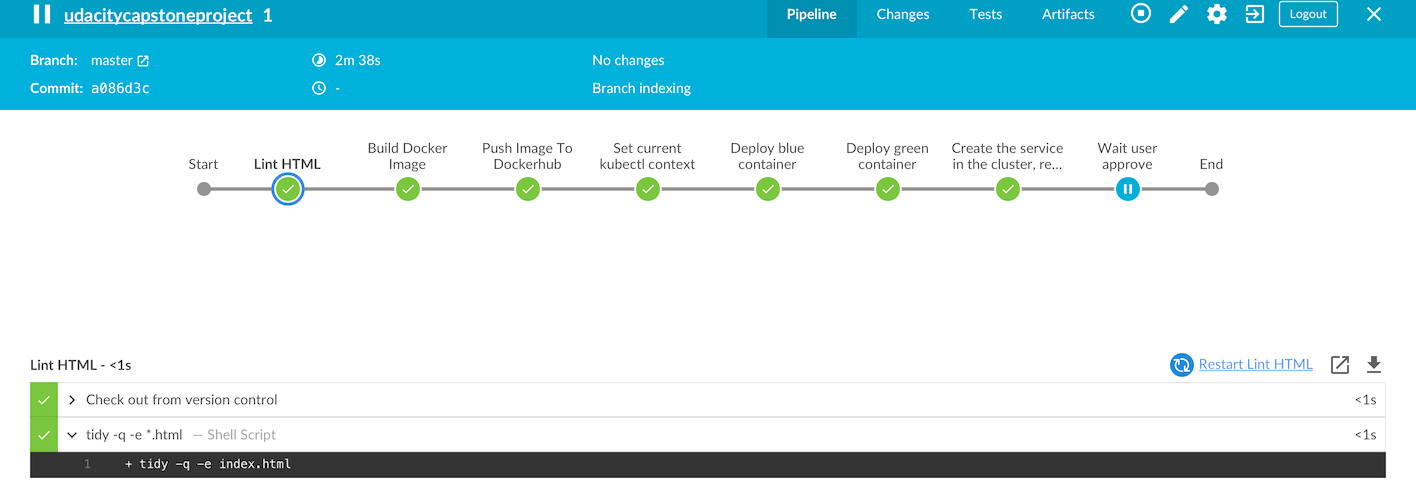 udacitycapstoneproject 1
Pipeline Changes Tests Artifacts Logout
Branch: master 2m 38s No changes
Commit: a086d3c - Branch indexing
Start
Lint HTML
Build Docker
Image
Push Image To
Dockerhub
Set current
kubectl context
Deploy blue
container
Deploy green
container
Create the service
in the cluster, re...
Wait user
approve
End
Lint HTML - <1s
Restart Lint HTML
Check out from version control <1s
tidy -q -e *.html — Shell Script <1s
1 + tidy -q -e index.html